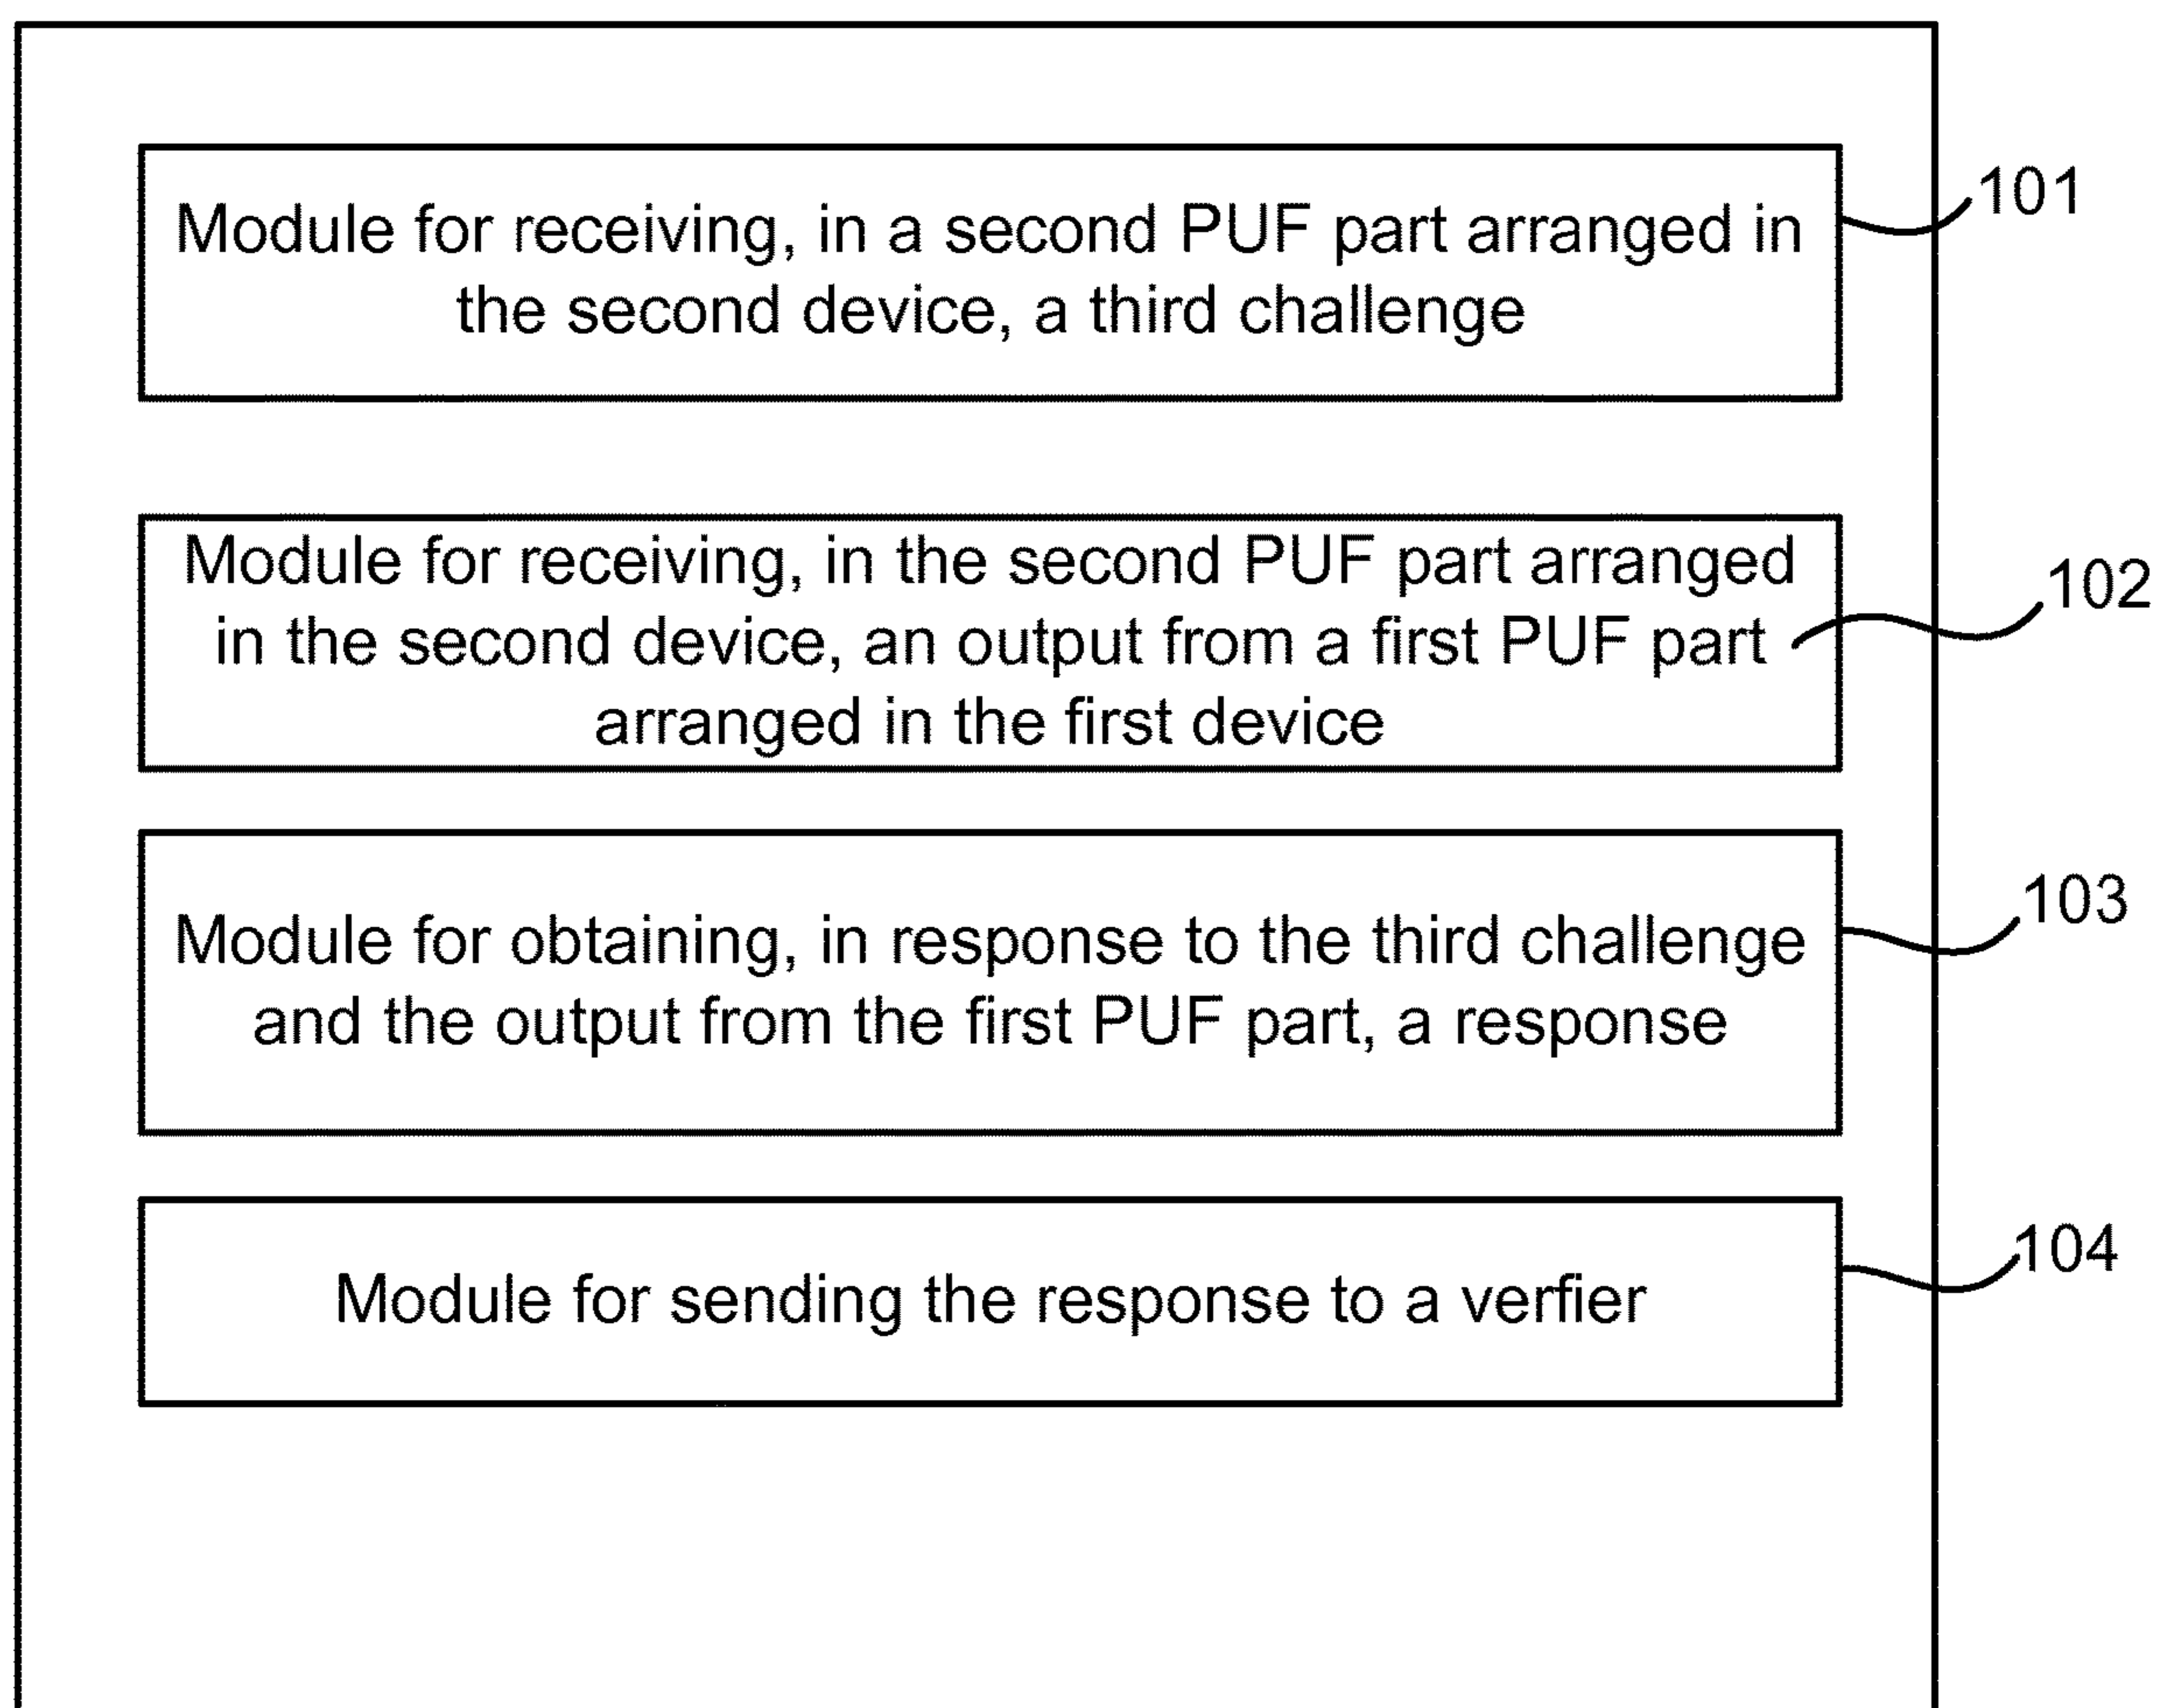 Module for receiving, in a second PUF part arranged in
the second device, a third challenge
101
Module for receiving, in the second PUF part arranged
in the second device, an output from a first PUF part
arranged in the first device
102
Module for obtaining, in response to the third challenge
and the output from the first PUF part, a response
103
Module for sending the response to a verfier
104